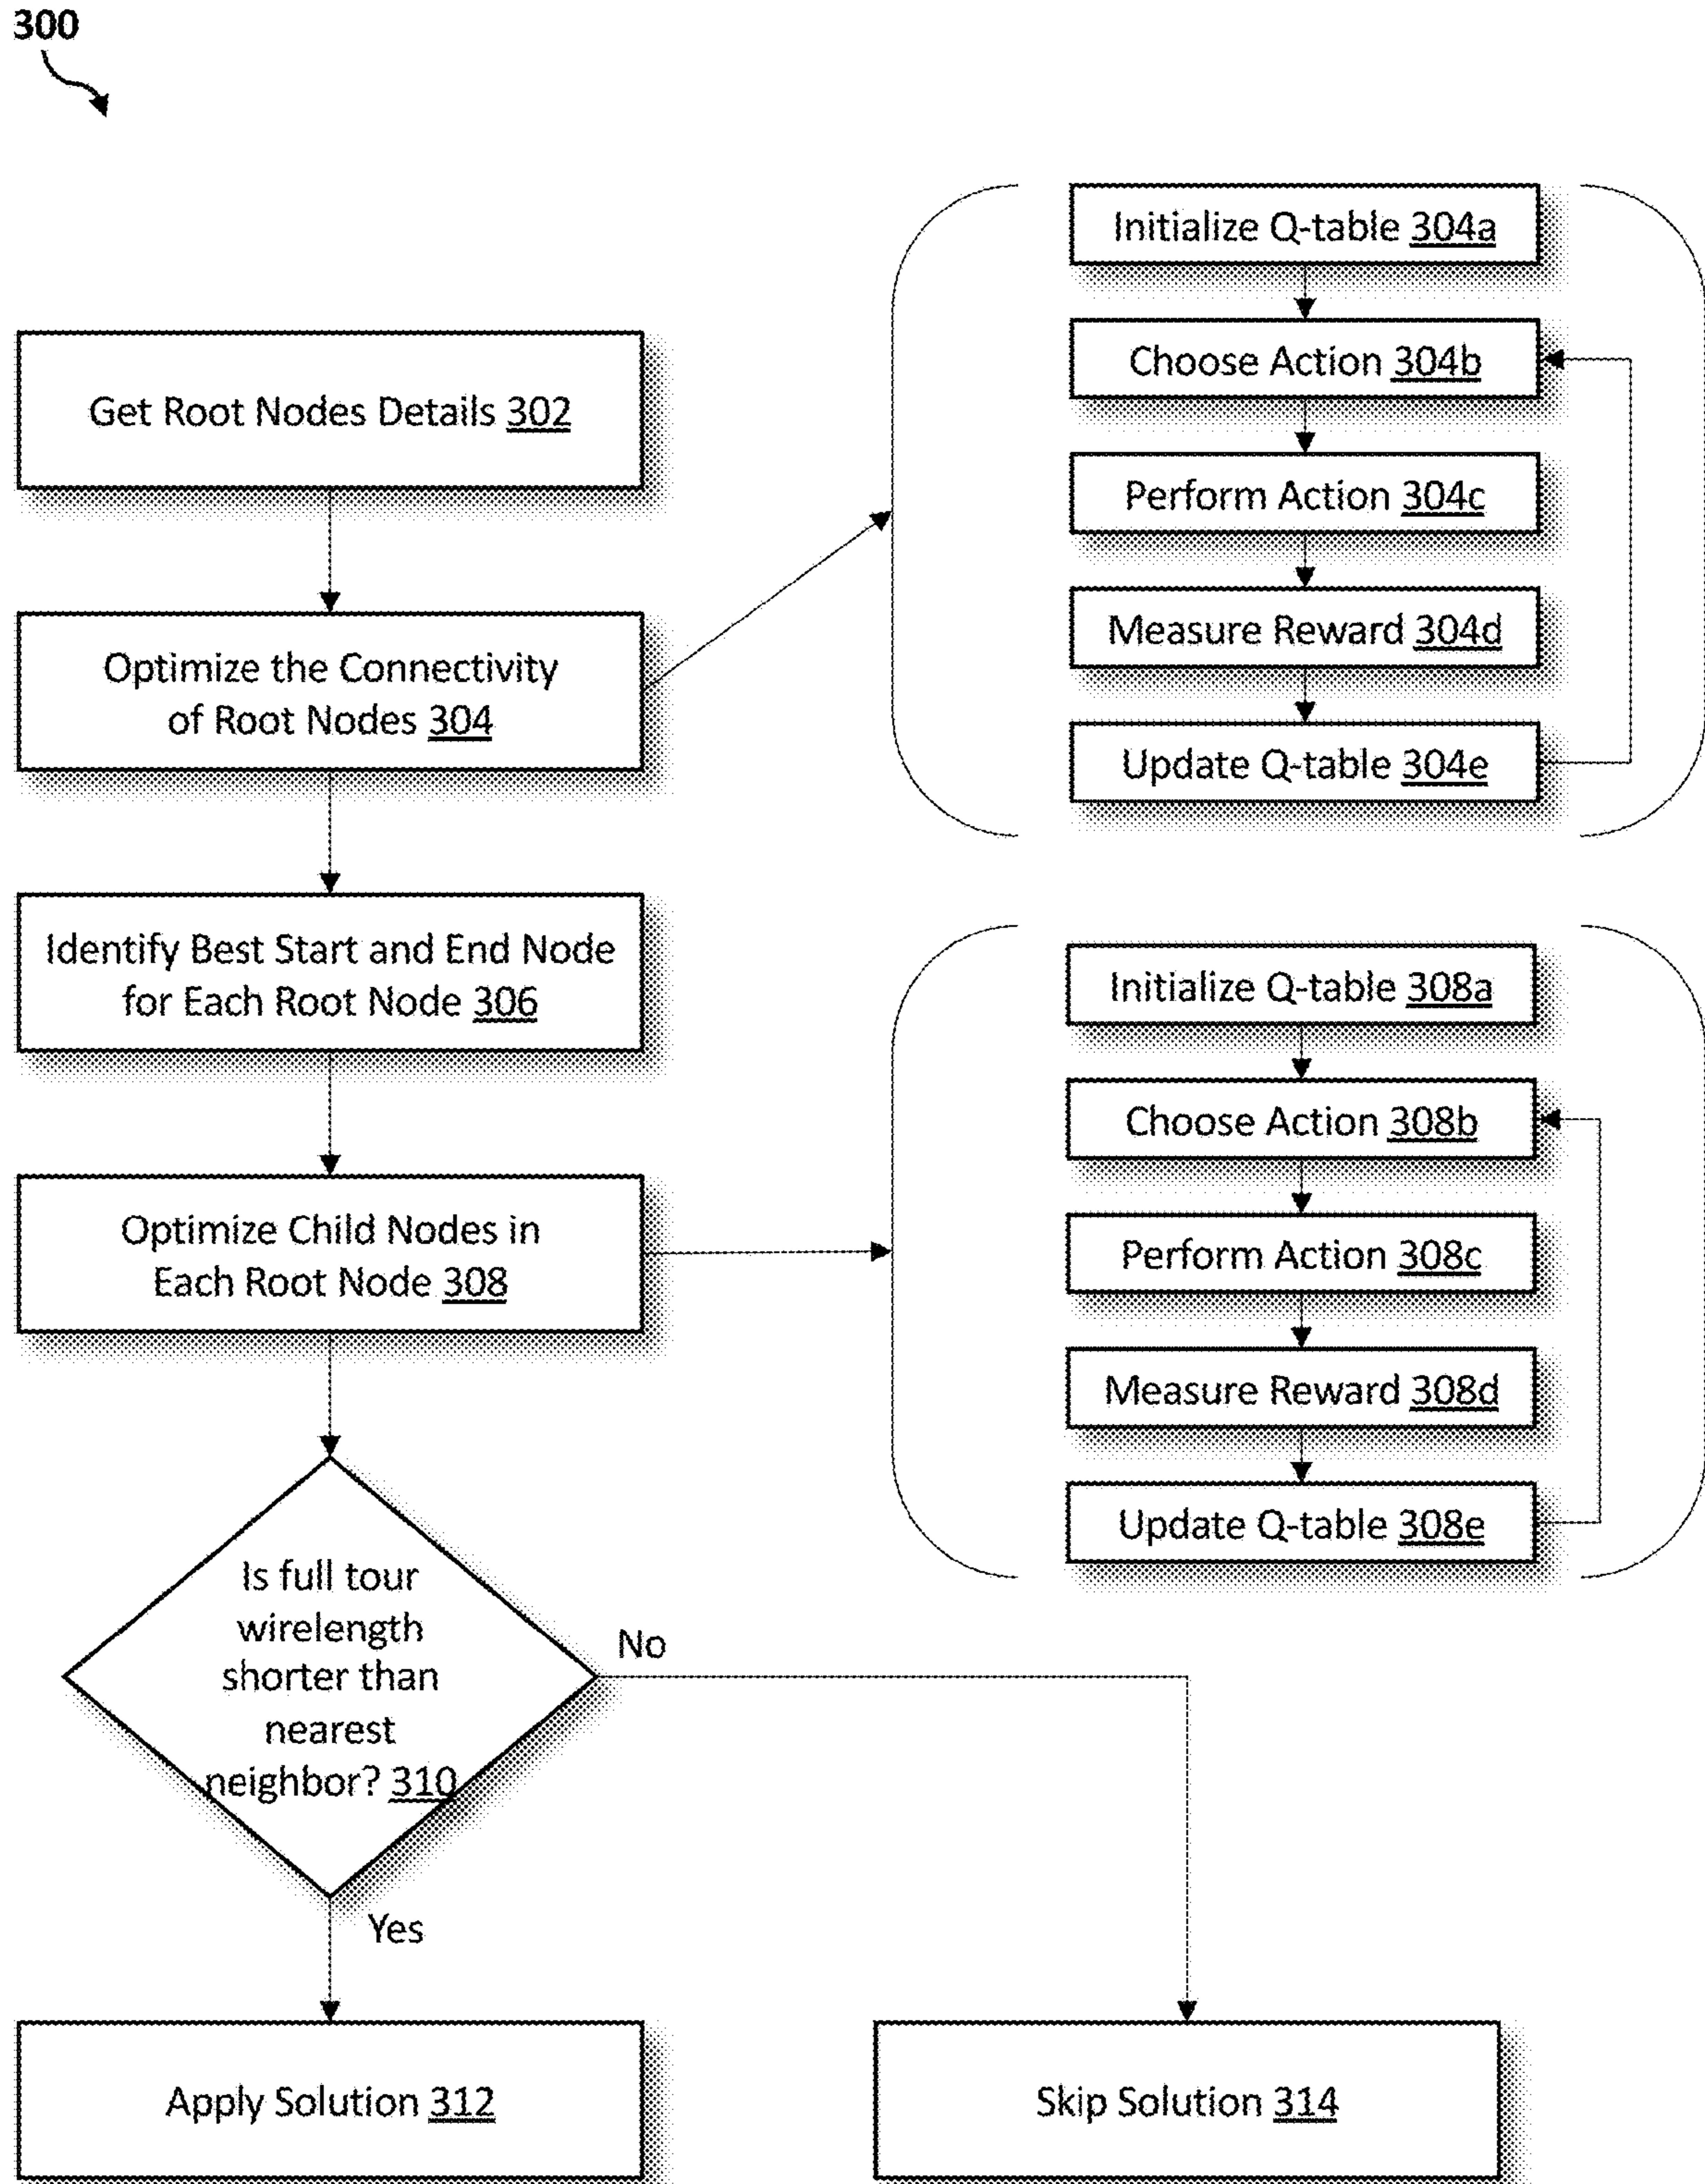 300
Get Root Nodes Details 302
Optimize the Connectivity
of Root Nodes 304
Initialize Q-table 304a
Choose Action 304b
Perform Action 304c
Measure Reward 304d
Update Q-table 304e
Identify Best Start and End Node
for Each Root Node 306
Optimize Child Nodes in
Each Root Node 308
Initialize Q-table 308a
Choose Action 308b
Perform Action 308c
Measure Reward 308d
Update Q-table 308e
Is full tour
wirelength
shorter than
nearest
neighbor? 310
No
Yes
Apply Solution 312
Skip Solution 314